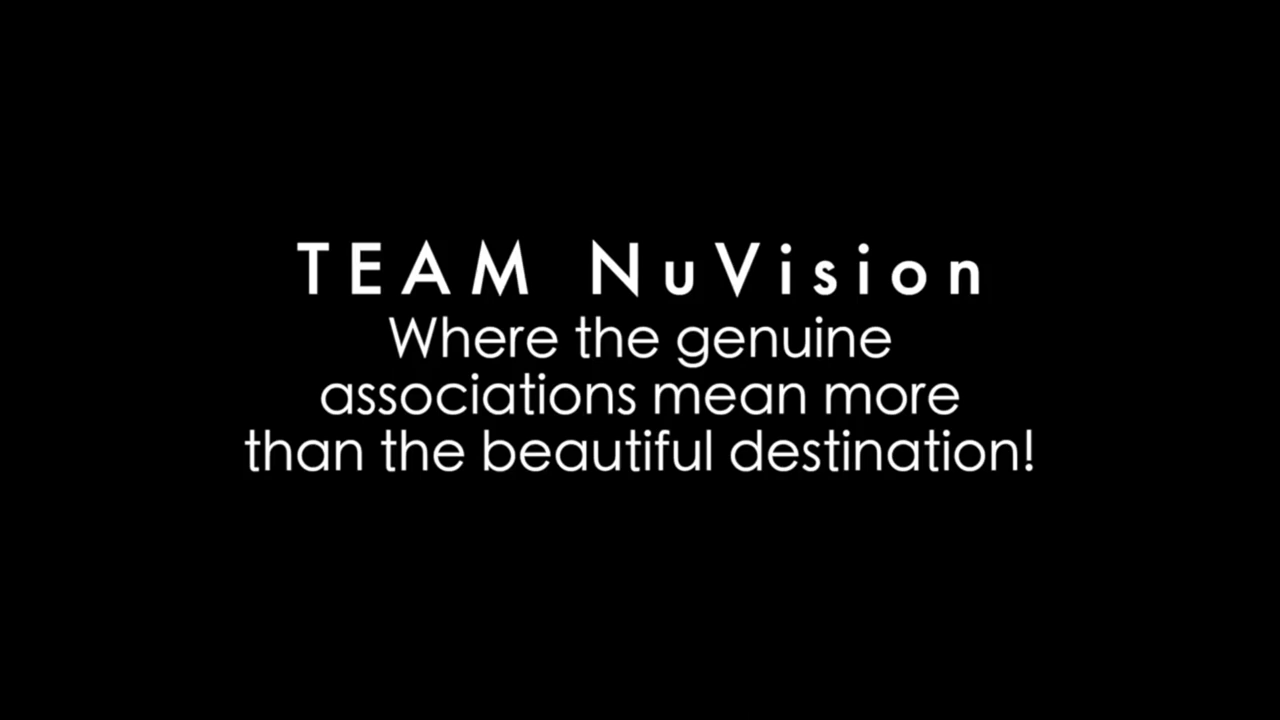 TEAM NuVision
Where the genuine
associations mean more
than the beautiful destination!